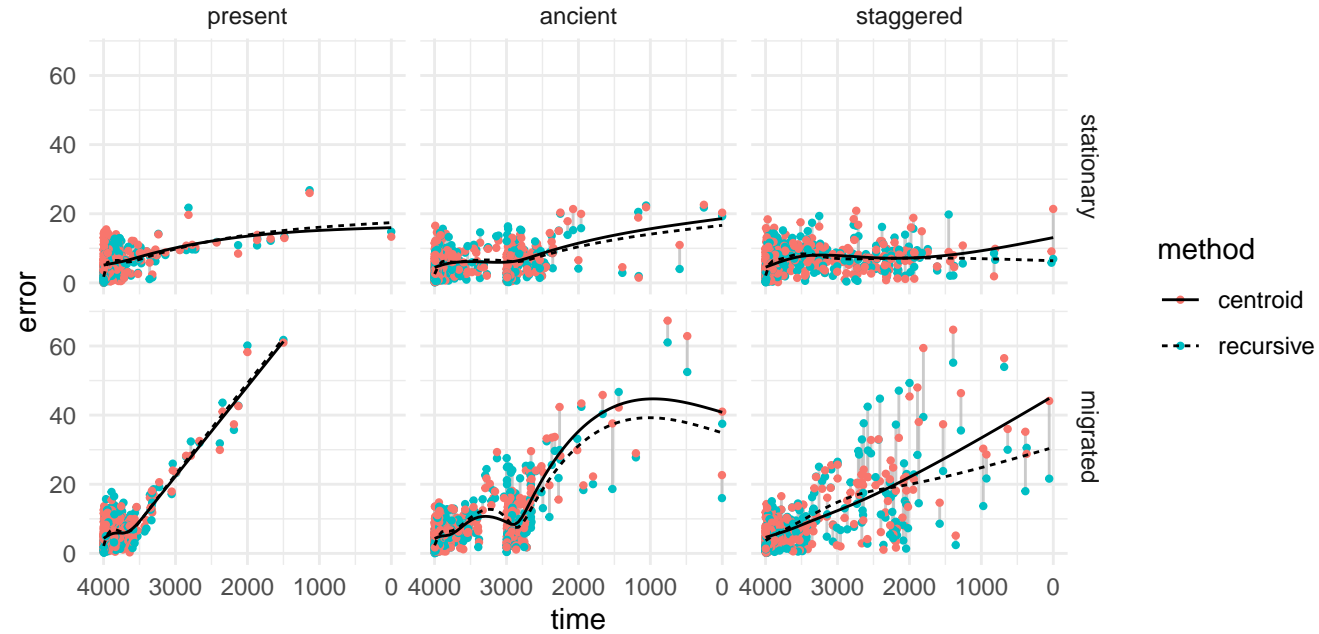 present ancient staggered
60
40
20
0
stationary
60
40
20
0
migrated
4000 3000 2000 1000 0 4000 3000 2000 1000 0 4000 3000 2000 1000 0
time
error
method
centroid
recursive